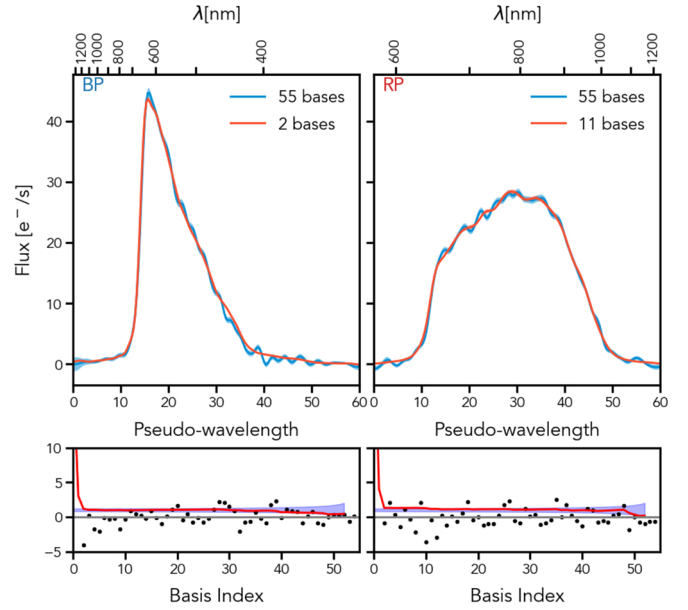 λ[nm] λ[nm]
1200 1000 800 600 400 600 800 1000 1200
BP RP
55 bases 55 bases
2 bases 11 bases
40
30
20
10
0
Flux [e⁻/s]
0 10 20 30 40 50 60 0 10 20 30 40 50 60
Pseudo-wavelength Pseudo-wavelength
10
5
0
−5
0 10 20 30 40 50 0 10 20 30 40 50
Basis Index Basis Index